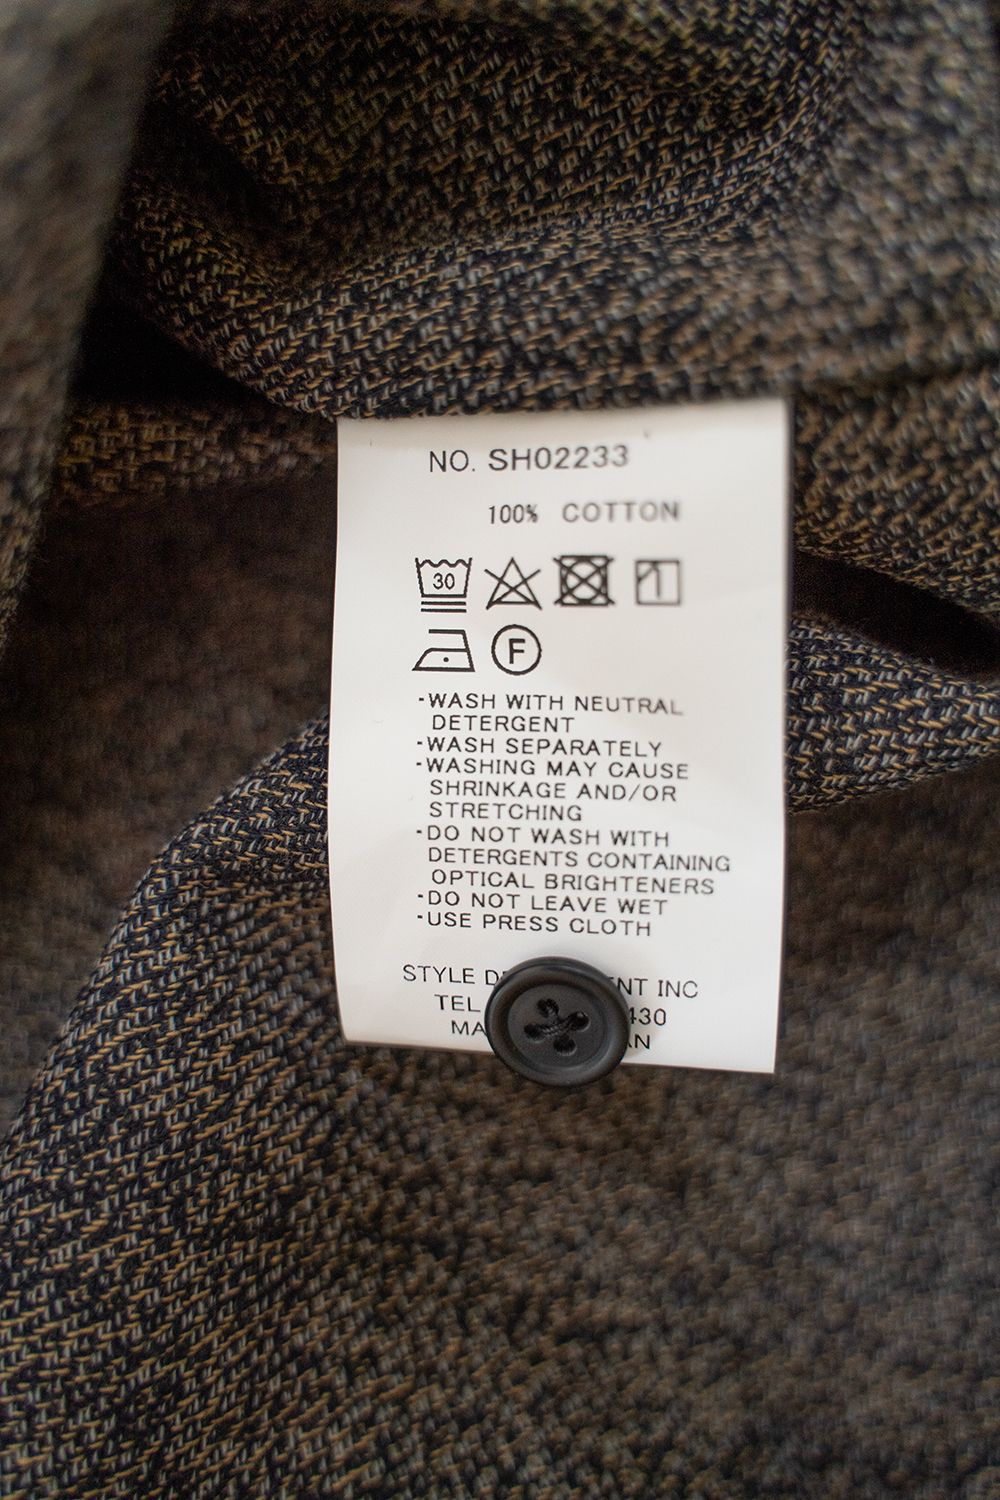 NO. SH02233
100% COTTON
30
F
-WASH WITH NEUTRAL
DETERGENT
-WASH SEPARATELY
-WASHING MAY CAUSE
SHRINKAGE AND/OR
STRETCHING
-DO NOT WASH WITH
DETERGENTS CONTAINING
OPTICAL BRIGHTENERS
-DO NOT LEAVE WET
-USE PRESS CLOTH
STYLE INC
TEL